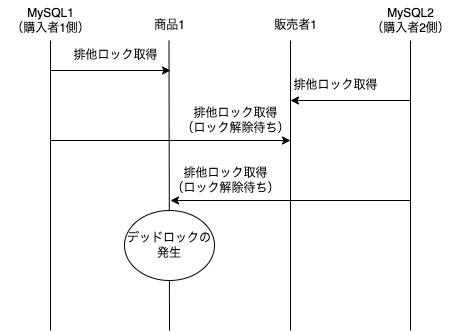 MySQL1
（購入者1側）
商品1
販売者1
MySQL2
（購入者2側）
排他ロック取得
排他ロック取得
排他ロック取得
（ロック解除待ち）
排他ロック取得
（ロック解除待ち）
デッドロックの
発生